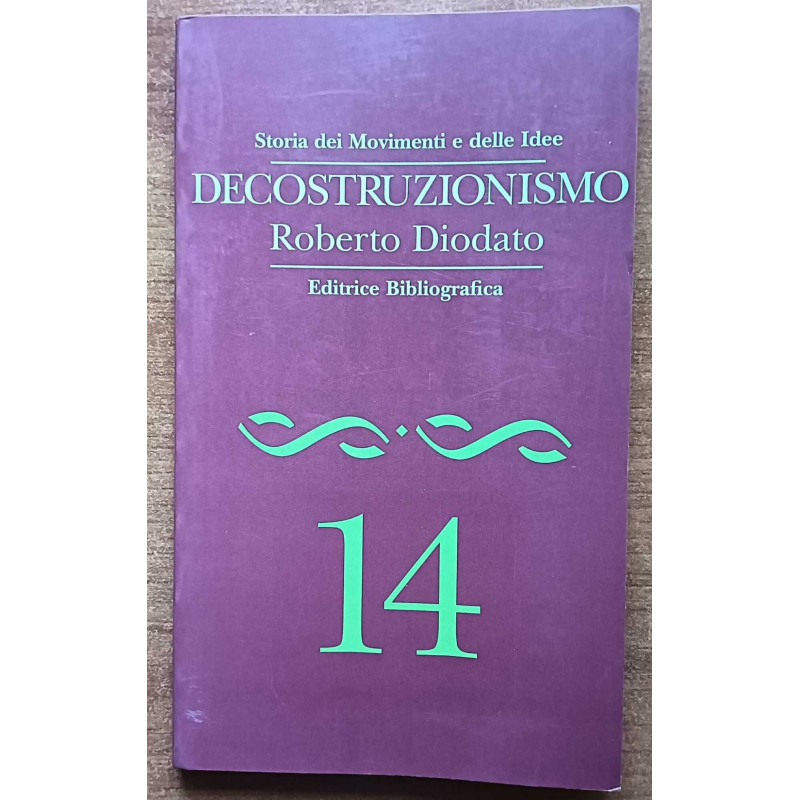 Storia dei Movimenti e delle Idee
DECOSTRUZIONISMO
Roberto Diodato
Editrice Bibliografica
14